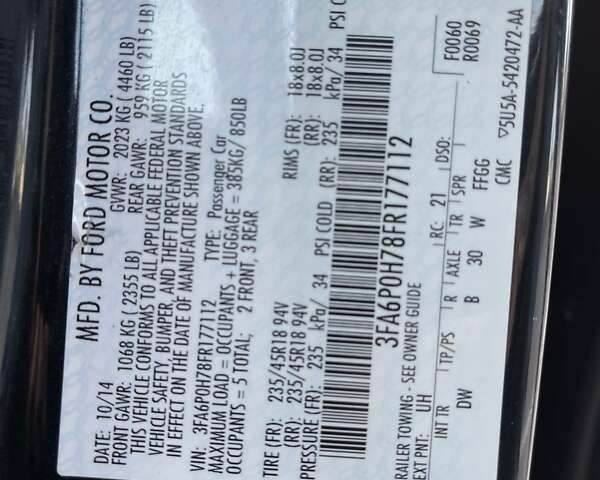 MFD. BY FORD MOTOR CO.
DATE: 10/14 GVWR: 2023 KG ( 4460 LB)
FRONT GAWR: 1068 KG ( 2355 LB) REAR GAWR: 959 KG ( 2115 LB)
THIS VEHICLE CONFORMS TO ALL APPLICABLE FEDERAL MOTOR
VEHICLE SAFETY, BUMPER, AND THEFT PREVENTION STANDARDS
IN EFFECT ON THE DATE OF MANUFACTURE SHOWN ABOVE.
VIN: 3FA6P0H78FR177112 TYPE: Passenger Car
MAXIMUM LOAD = OCCUPANTS + LUGGAGE = 385KG/ 850LB
OCCUPANTS = 5 TOTAL; 2 FRONT, 3 REAR
TIRE (FR): 235/45R18 94V RIMS (FR): 18x8.0J
(RR): 235/45R18 94V (RR): 18x8.0J
PRESSURE (FR): 235 kPa/ 34 PSI COLD (RR): 235 kPa/ 34 PSI CO
3FA6P0H78FR177112
RAILER TOWING - SEE OWNER GUIDE F0060
EXT PNT: UH RC: 21 DSO: R0069
INT TR TP/PS R AXLE TR SPR
DW B 30 W FFGG
CMC ▽5U5A-5420472-AA